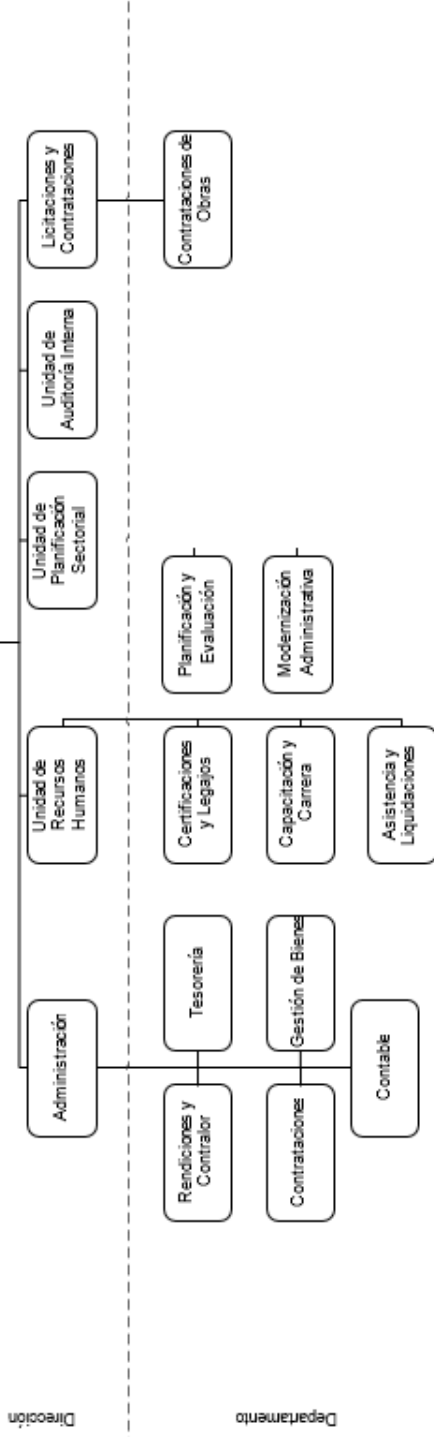 Dirección
Administración
Unidad de
Recursos
Humanos
Unidad de
Planificación
Sectorial
Unidad de
Auditoría Interna
Licitaciones y
Contrataciones
Departamento
Rendiciones y
Contralor
Tesorería
Certificaciones
y Legajos
Planificación y
Evaluación
Contrataciones de
Obras
Contrataciones
Gestión de Bienes
Capacitación y
Carrera
Modernización
Administrativa
Contable
Asistencia y
Liquidaciones